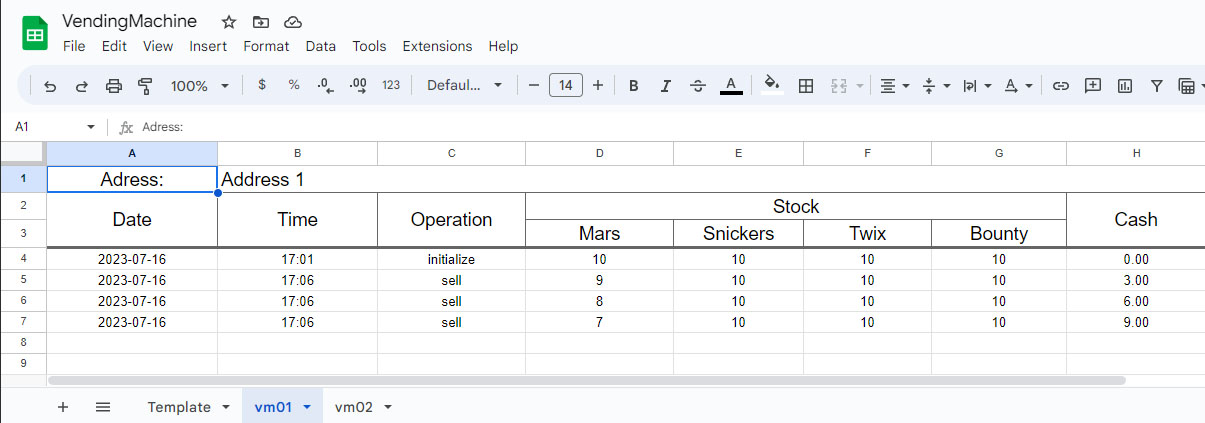 VendingMachine
File Edit View Insert Format Data Tools Extensions Help
100% $ % .0 .00 123 Defaul... − 14 + B I S A A
A1 fx Adress:
A B C D E F G H
1 Adress: Address 1
2 Date Time Operation Stock Cash
3 Mars Snickers Twix Bounty
4 2023-07-16 17:01 initialize 10 10 10 10 0.00
5 2023-07-16 17:06 sell 9 10 10 10 3.00
6 2023-07-16 17:06 sell 8 10 10 10 6.00
7 2023-07-16 17:06 sell 7 10 10 10 9.00
8
9
+ Template vm01 vm02